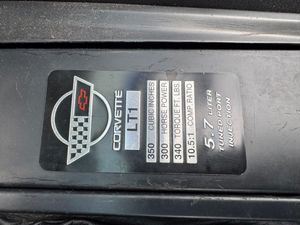 CORVETTE
LT1
350 CUBIC INCHES
300 HORSE POWER
340 TORQUE FT. LBS.
10.5:1 COMP. RATIO
5.7 LITER
TUNED PORT
INJECTION